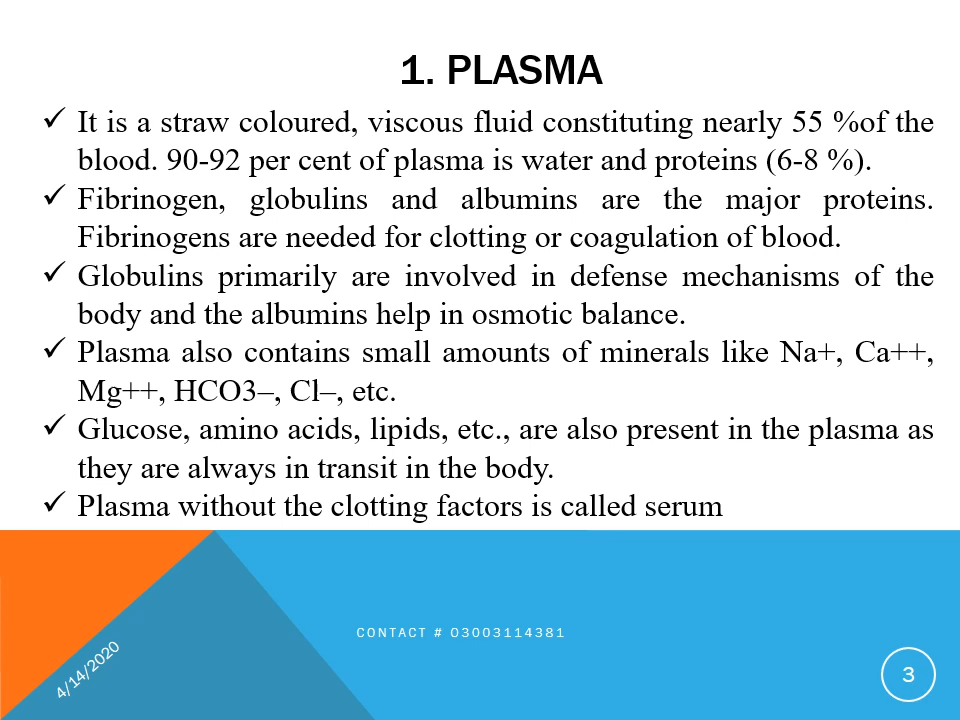 1. PLASMA
✓ It is a straw coloured, viscous fluid constituting nearly 55 %of the
blood. 90-92 per cent of plasma is water and proteins (6-8 %).
✓ Fibrinogen, globulins and albumins are the major proteins.
Fibrinogens are needed for clotting or coagulation of blood.
✓ Globulins primarily are involved in defense mechanisms of the
body and the albumins help in osmotic balance.
✓ Plasma also contains small amounts of minerals like Na+, Ca++,
Mg++, HCO3–, Cl–, etc.
✓ Glucose, amino acids, lipids, etc., are also present in the plasma as
they are always in transit in the body.
✓ Plasma without the clotting factors is called serum
CONTACT # 03003114381
4/14/2020
3